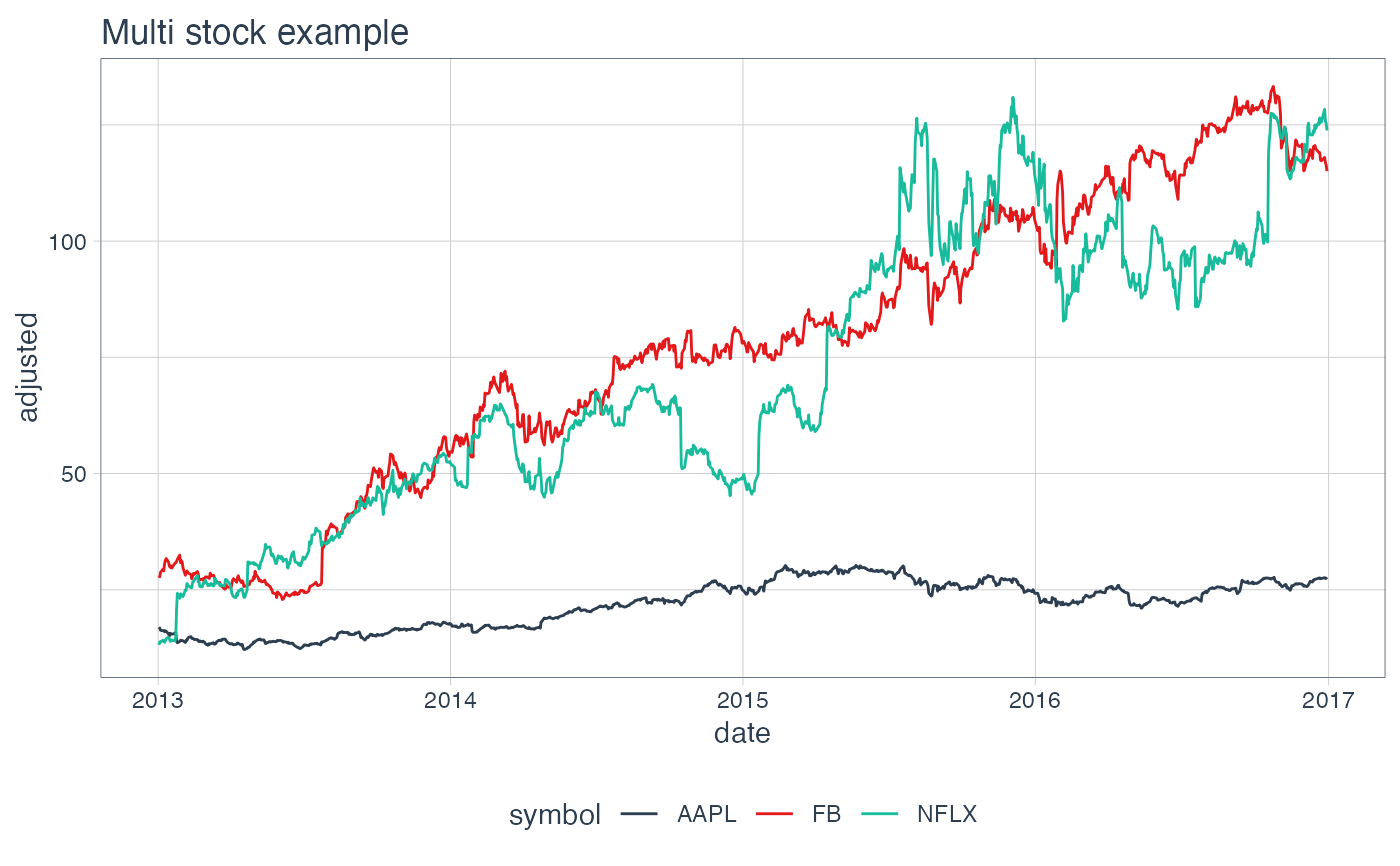 Multi stock example
adjusted
100
50
2013 2014 2015 2016 2017
date
symbol AAPL FB NFLX